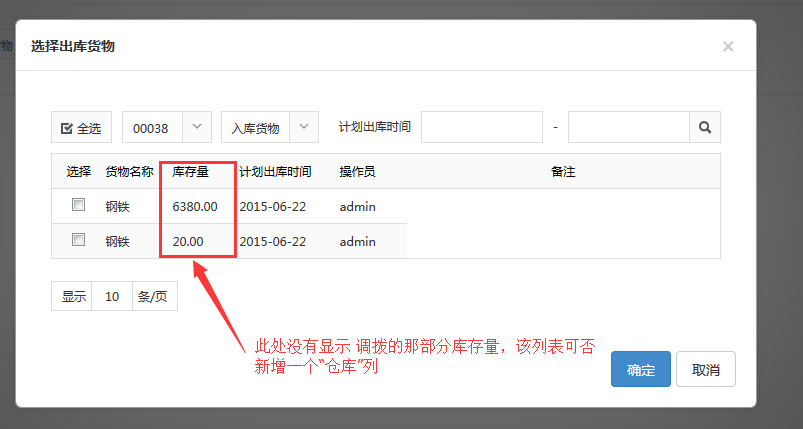 选择出库货物 ×
物
全选 00038 入库货物 计划出库时间 -
选择 货物名称 库存量 计划出库时间 操作员 备注
钢铁 6380.00 2015-06-22 admin
钢铁 20.00 2015-06-22 admin
显示 10 条/页
此处没有显示 调拨的那部分库存量，该列表可否
新增一个“仓库”列
确定 取消